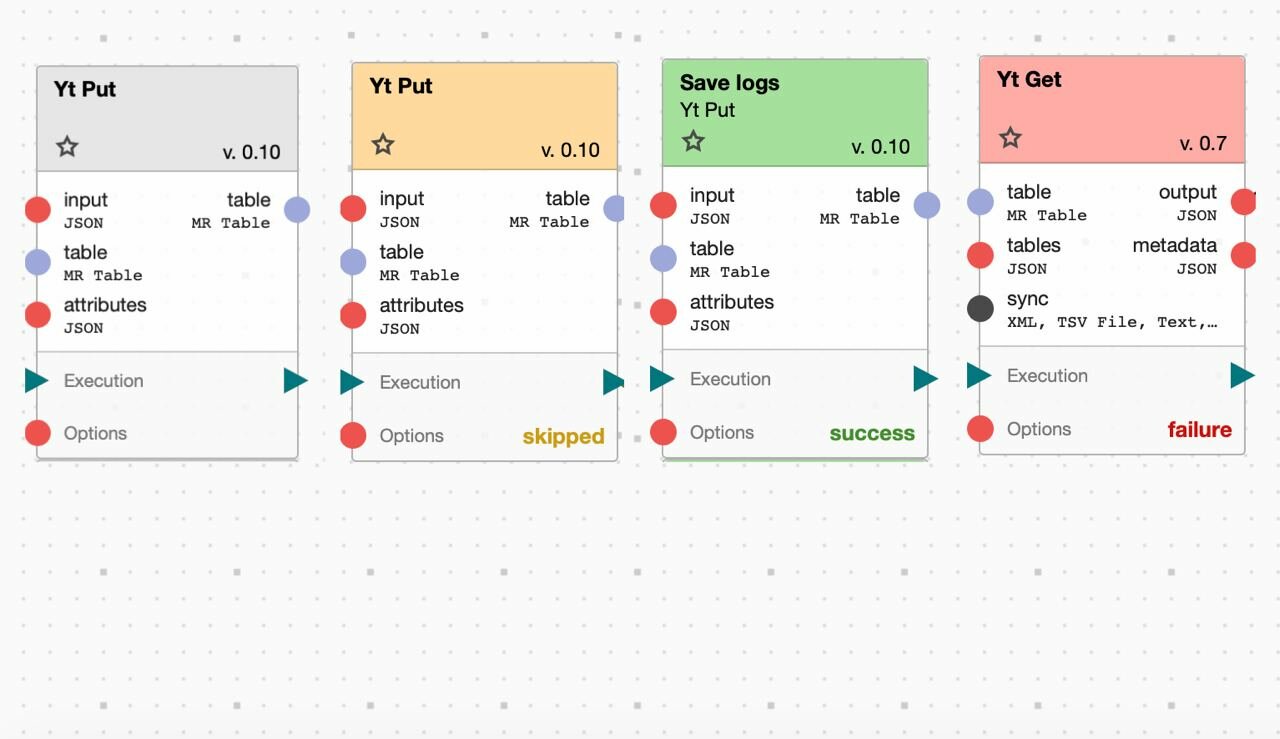 Yt Put
v. 0.10
input
JSON
table
MR Table
table
MR Table
attributes
JSON
Execution
Options
Yt Put
v. 0.10
input
JSON
table
MR Table
table
MR Table
attributes
JSON
Execution
Options
skipped
Save logs
Yt Put
v. 0.10
input
JSON
table
MR Table
table
MR Table
attributes
JSON
Execution
Options
success
Yt Get
v. 0.7
table
MR Table
output
JSON
tables
JSON
metadata
JSON
sync
XML, TSV File, Text,…
Execution
Options
failure